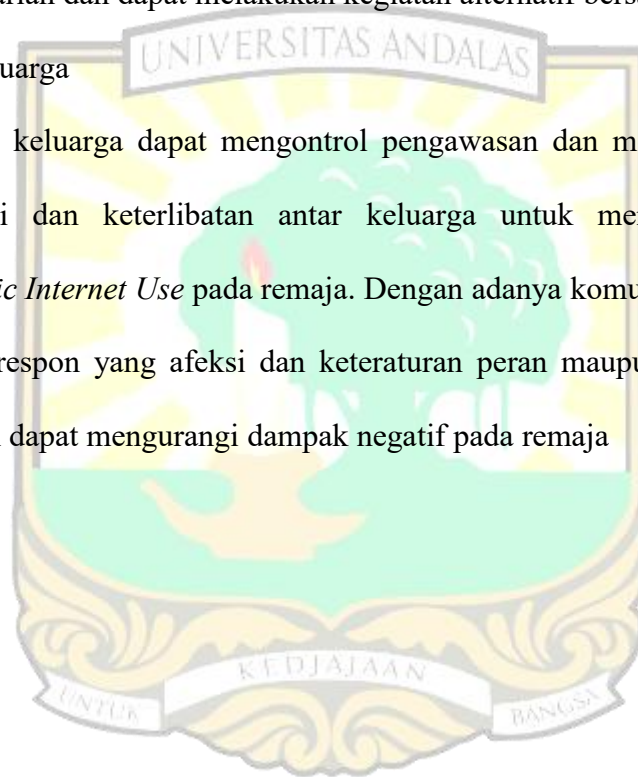 arian dan dapat melakukan kegiatan alternatif bersa
uarga
UNIVERSITAS ANDALAS
keluarga dapat mengontrol pengawasan dan m
i dan keterlibatan antar keluarga untuk me
ic Internet Use pada remaja. Dengan adanya komu
respon yang afeksi dan keteraturan peran maupu
dapat mengurangi dampak negatif pada remaja
KEDJAJAAN
UNTUK
BANGSA